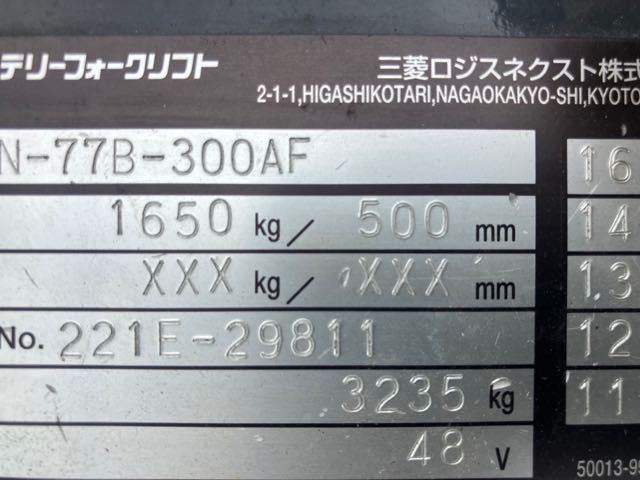 テリーフォークリフト
三菱ロジスネクスト株式
2-1-1,HIGASHIKOTARI,NAGAOKAKYO-SHI,KYOTO
N-77B-300AF
16
1650 kg/ 500 mm
14
XXX kg/ XXX mm
1.3
No. 221E-29811
12
3235 kg
11
48 V
50013-99